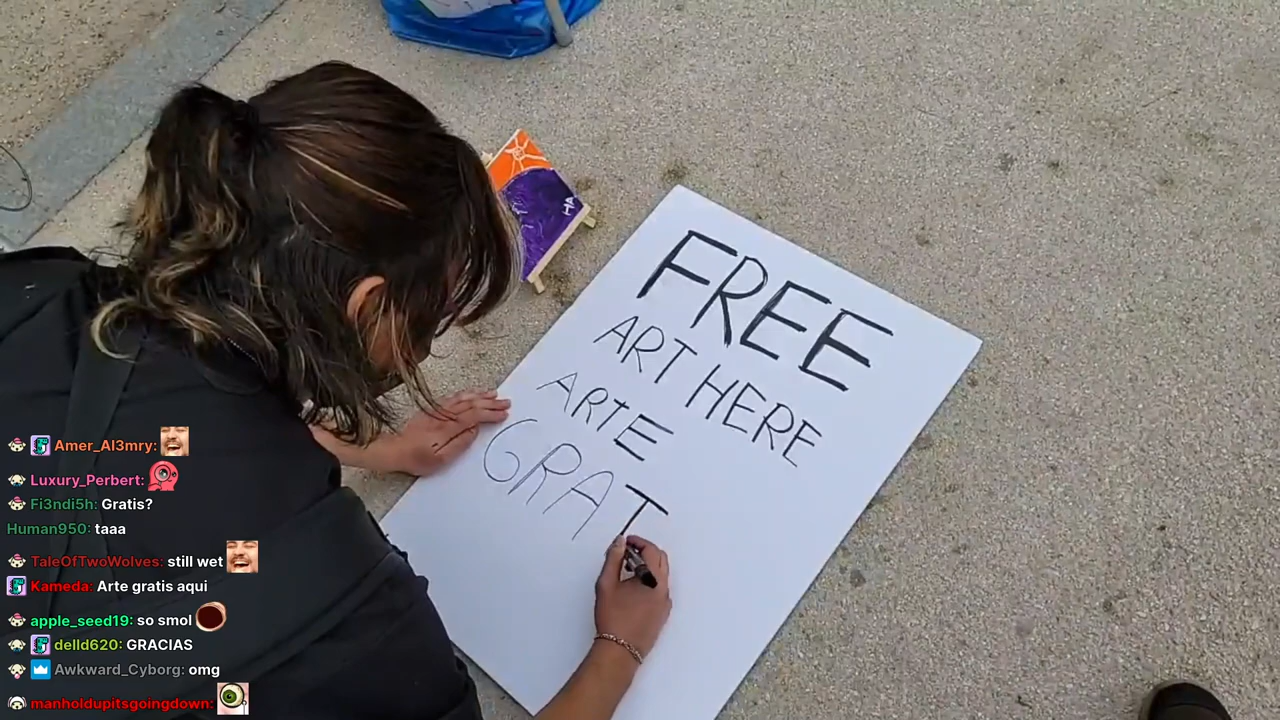 FREE
ART HERE
ARTE
GRAT
HA
Amer_Al3mry:
Luxury_Perbert:
Fi3ndi5h: Gratis?
Human950: taaa
TaleOfTwoWolves: still wet
Kameda: Arte gratis aqui
apple_seed19: so smol
delld620: GRACIAS
Awkward_Cyborg: omg
manholdupitsgoingdown: